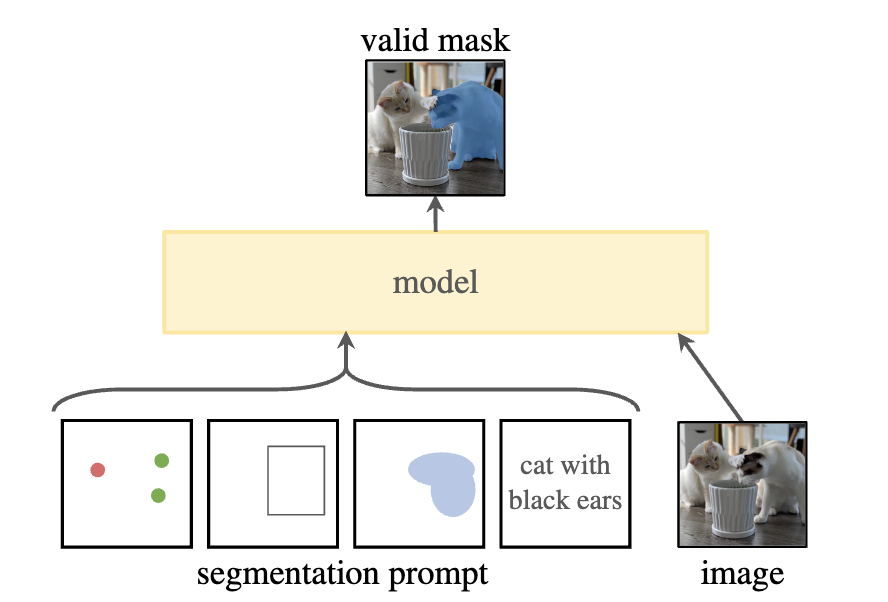 valid mask
model
cat with
black ears
segmentation prompt
image